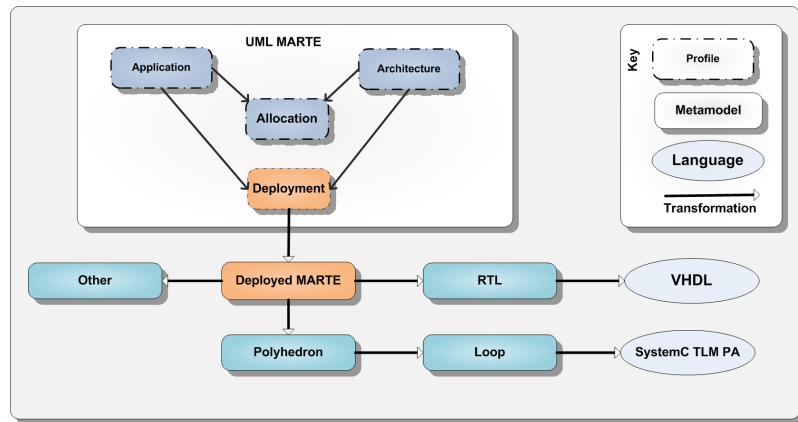 UML MARTE
Application
Architecture
Allocation
Deployment
Key
Profile
Metamodel
Language
Transformation
Other
Deployed MARTE
RTL
VHDL
Polyhedron
Loop
SystemC TLM PA